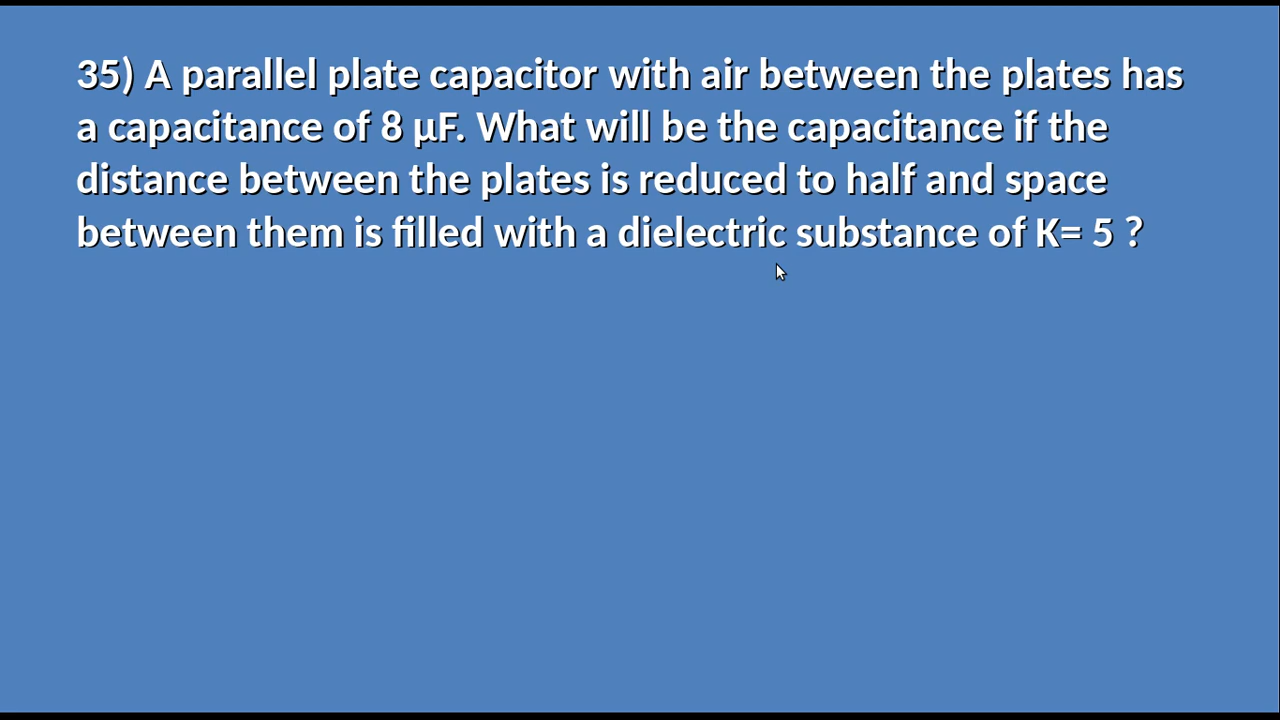 35) A parallel plate capacitor with air between the plates has
a capacitance of 8 µF. What will be the capacitance if the
distance between the plates is reduced to half and space
between them is filled with a dielectric substance of K= 5 ?